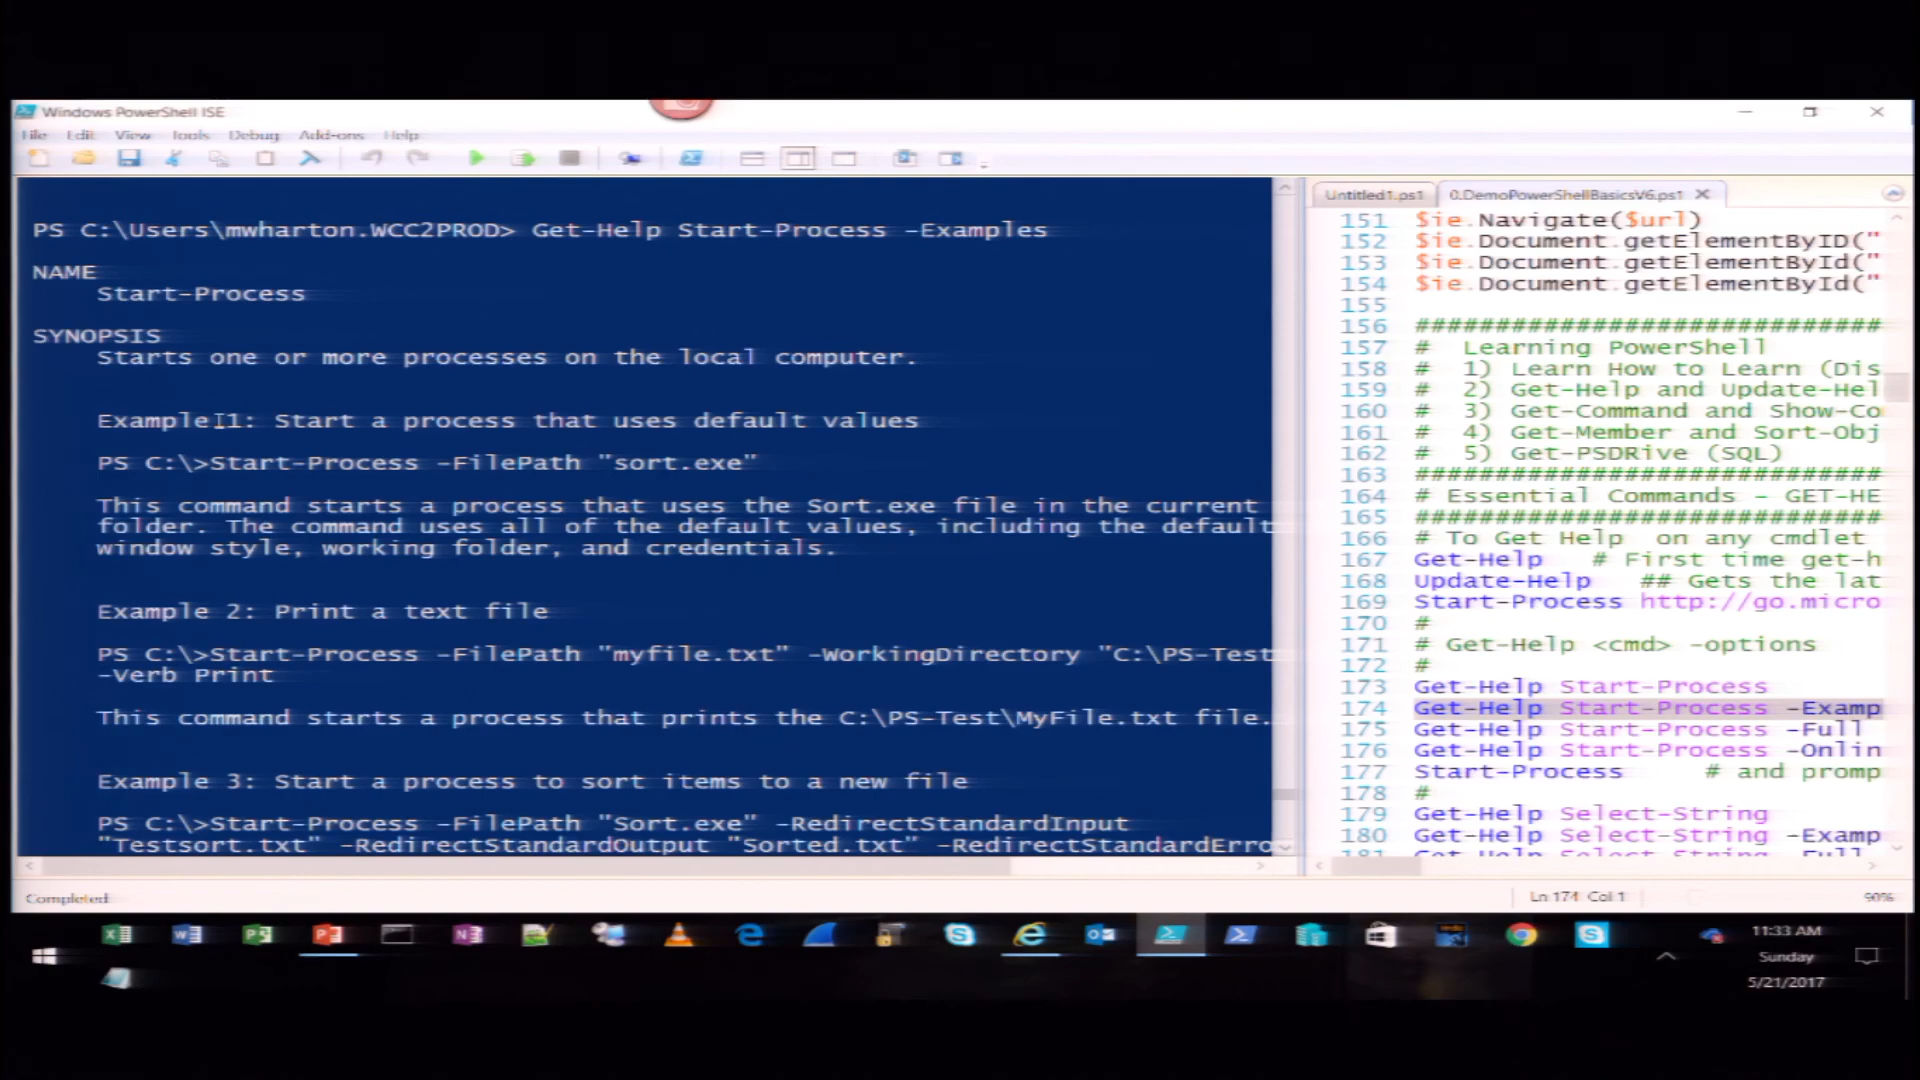 Windows PowerShell ISE
File Edit View Tools Debug Add-ons Help
PS C:\Users\mwharton.WCC2PROD> Get-Help Start-Process -Examples
NAME
Start-Process
SYNOPSIS
Starts one or more processes on the local computer.
Example 1: Start a process that uses default values
PS C:\>Start-Process -FilePath "sort.exe"
This command starts a process that uses the Sort.exe file in the current
folder. The command uses all of the default values, including the default
window style, working folder, and credentials.
Example 2: Print a text file
PS C:\>Start-Process -FilePath "myfile.txt" -WorkingDirectory "C:\PS-Test
-Verb Print
This command starts a process that prints the C:\PS-Test\MyFile.txt file.
Example 3: Start a process to sort items to a new file
PS C:\>Start-Process -FilePath "Sort.exe" -RedirectStandardInput
"Testsort.txt" -RedirectStandardOutput "Sorted.txt" -RedirectStandardErro
Untitled1.ps1 0.DemoPowerShellBasicsV6.ps1
151 $ie.Navigate($url)
152 $ie.Document.getElementByID("
153 $ie.Document.getElementById("
154 $ie.Document.getElementById("
155
156 #############################
157 # Learning PowerShell
158 # 1) Learn How to Learn (Dis
159 # 2) Get-Help and Update-Hel
160 # 3) Get-Command and Show-Co
161 # 4) Get-Member and Sort-Obj
162 # 5) Get-PSDRive (SQL)
163 #############################
164 # Essential Commands - GET-HE
165 #############################
166 # To Get Help on any cmdlet
167 Get-Help # First time get-h
168 Update-Help ## Gets the lat
169 Start-Process http://go.micro
170 #
171 # Get-Help <cmd> -options
172 #
173 Get-Help Start-Process
174 Get-Help Start-Process -Examp
175 Get-Help Start-Process -Full
176 Get-Help Start-Process -Onlin
177 Start-Process # and promp
178 #
179 Get-Help Select-String
180 Get-Help Select-String -Examp
181 Get-Help Select-String -Full
Completed
Ln 174 Col 1
90%
11:33 AM
Sunday
5/21/2017